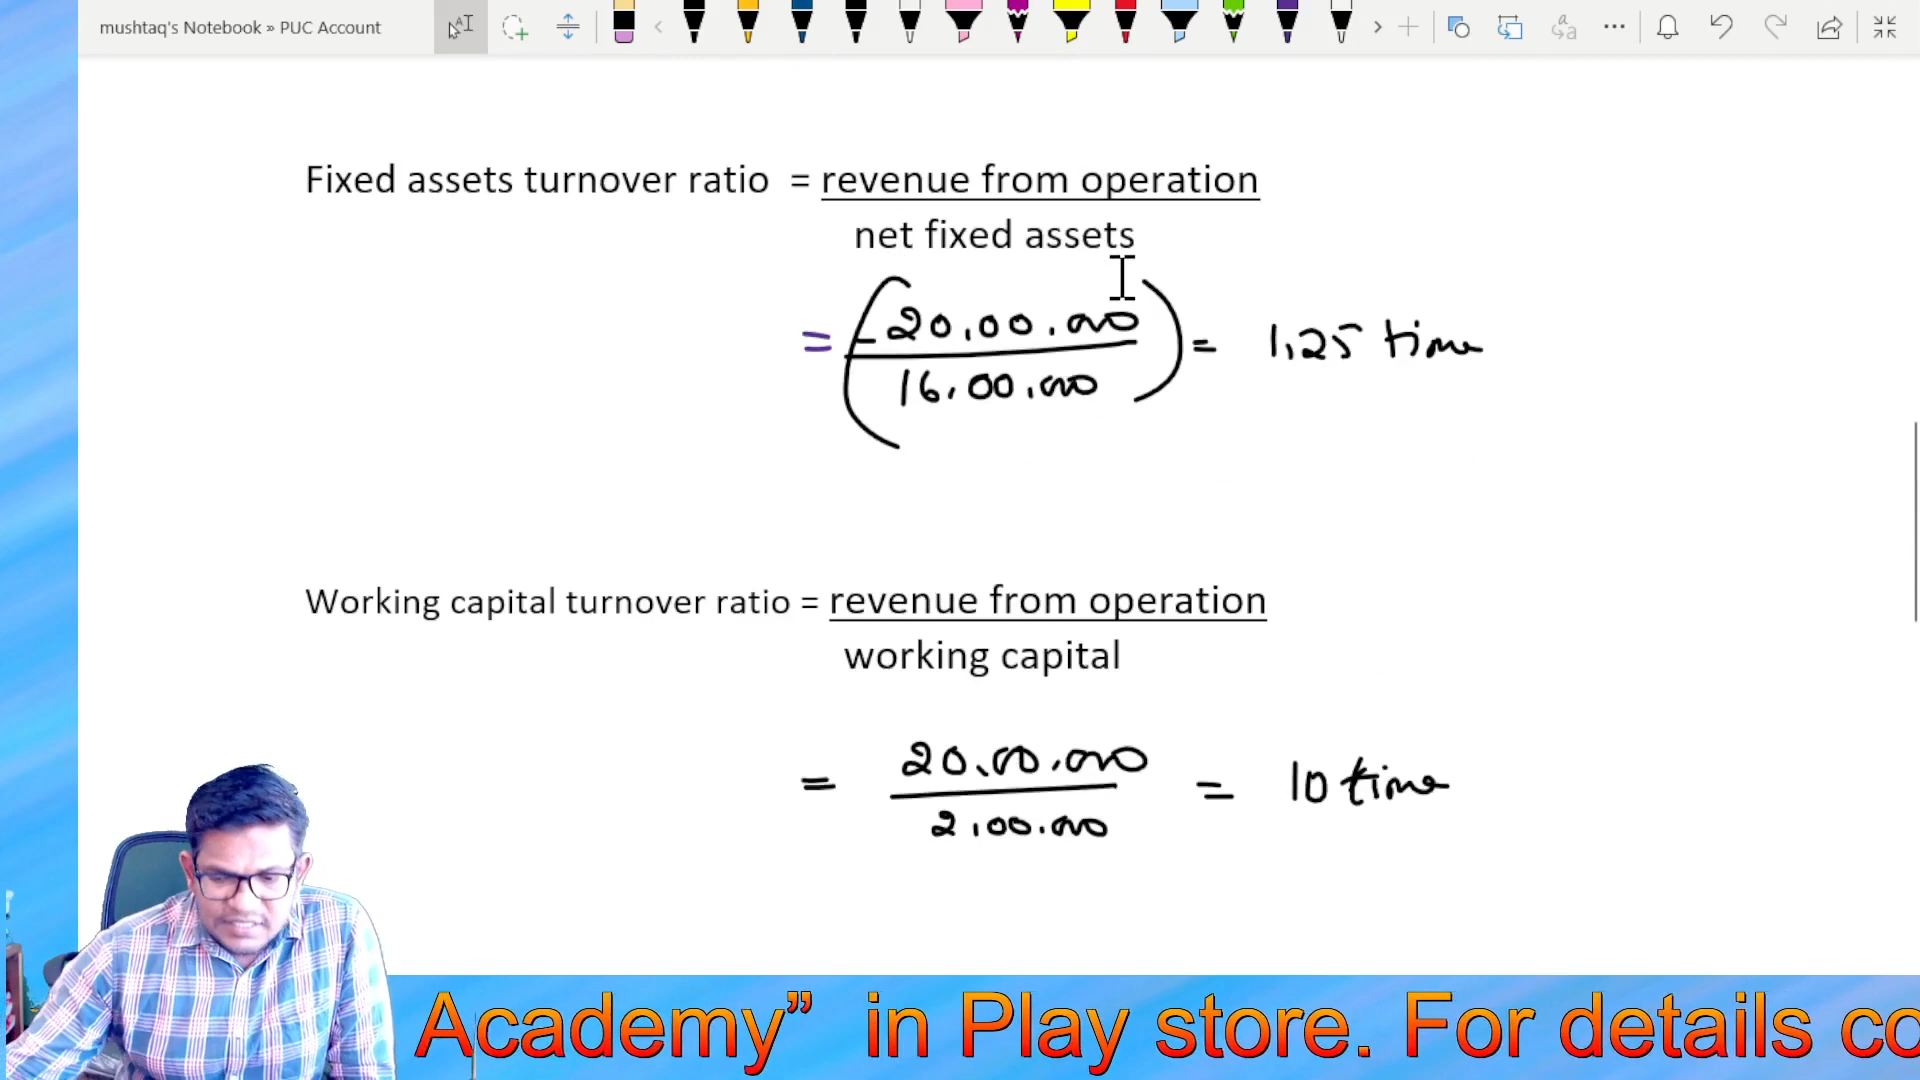 mushtaq's Notebook » PUC Account
Fixed assets turnover ratio = revenue from operation
net fixed assets
= ( 20,00,000 / 16,00,000 ) = 1.25 time
Working capital turnover ratio = revenue from operation
working capital
= 20,00,000 / 2,00,000 = 10 time
Academy” in Play store. For details co